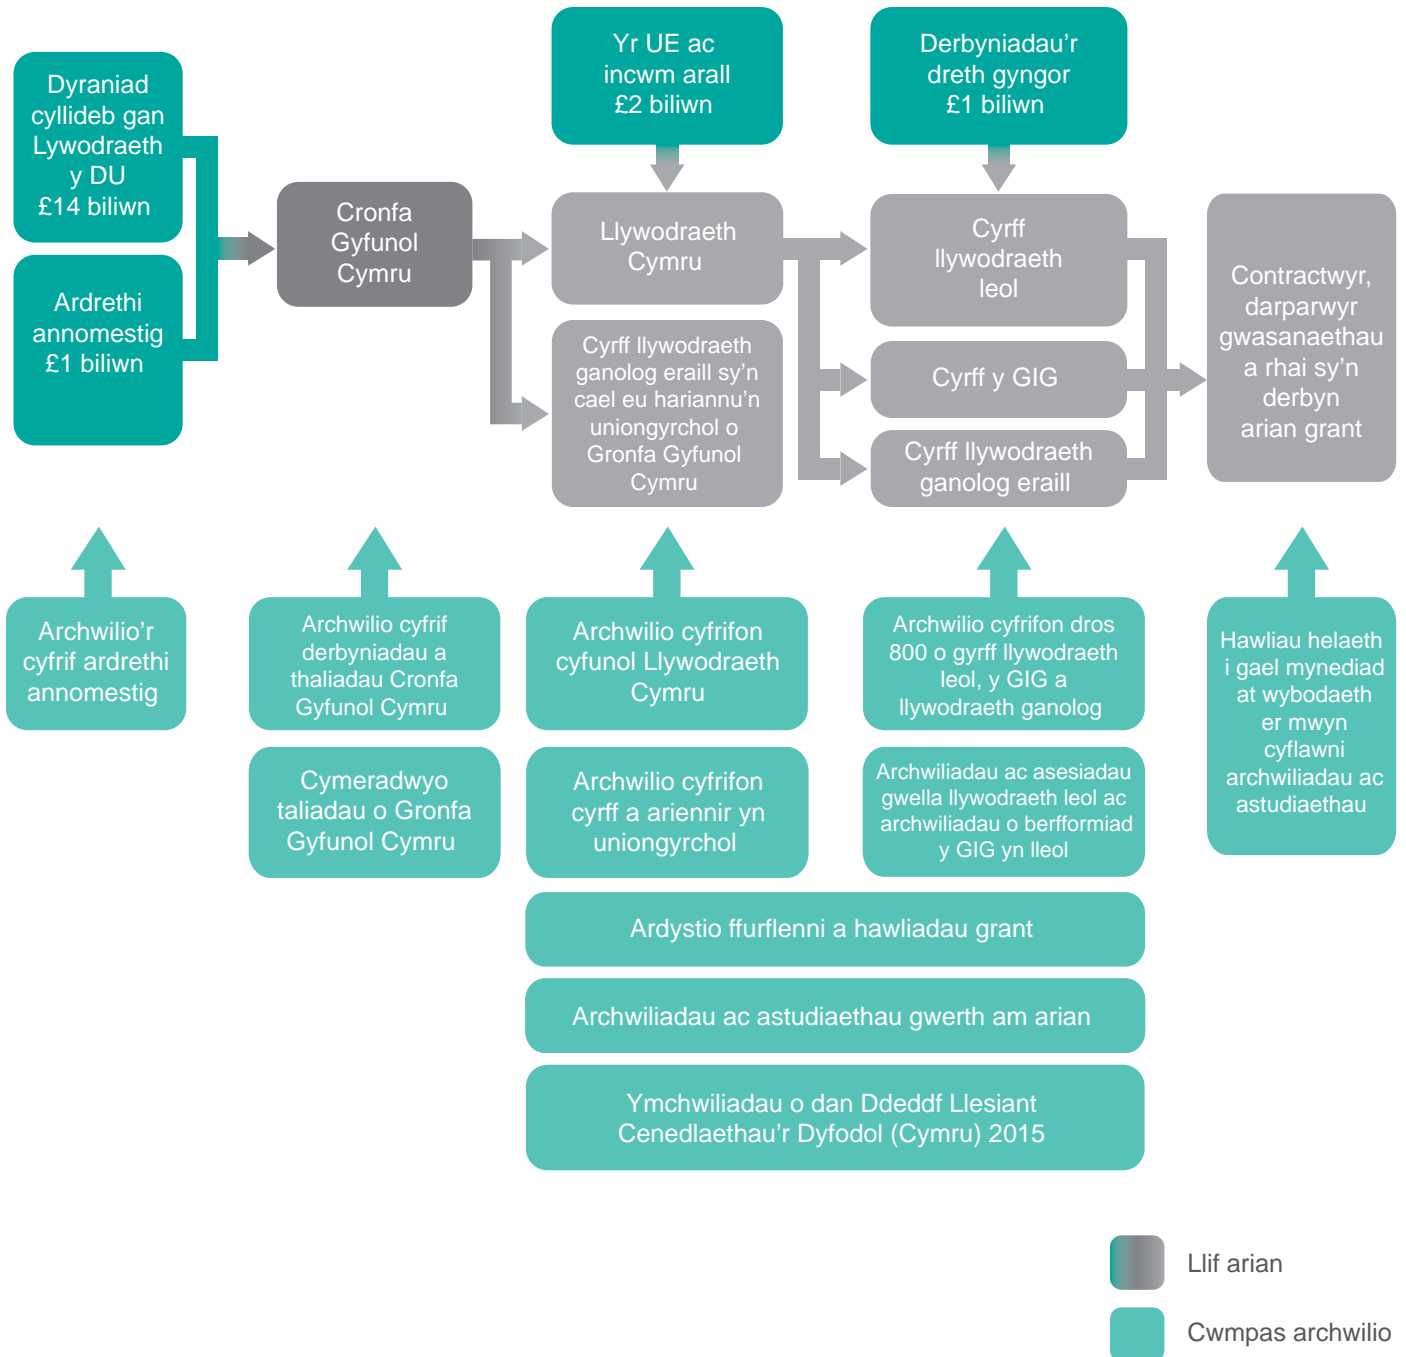 Dyraniad
cyllideb gan
Lywodraeth
y DU
£14 biliwn
Ardrethi
annomestig
£1 biliwn
Cronfa
Gyfunol
Cymru
Yr UE ac
incwm arall
£2 biliwn
Llywodraeth
Cymru
Cyrff llywodraeth
ganolog eraill sy’n
cael eu hariannu’n
uniongyrchol o
Gronfa Gyfunol
Cymru
Derbyniadau’r
dreth gyngor
£1 biliwn
Cyrff
llywodraeth
leol
Cyrff y GIG
Cyrff llywodraeth
ganolog eraill
Contractwyr,
darparwyr
gwasanaethau
a rhai sy’n
derbyn
arian grant
Archwilio’r
cyfrif ardrethi
annomestig
Archwilio cyfrif
derbyniadau a
thaliadau Cronfa
Gyfunol Cymru
Cymeradwyo
taliadau o Gronfa
Gyfunol Cymru
Archwilio cyfrifon
cyfunol Llywodraeth
Cymru
Archwilio cyfrifon
cyrff a ariennir yn
uniongyrchol
Archwilio cyfrifon dros
800 o gyrff llywodraeth
leol, y GIG a
llywodraeth ganolog
Archwiliadau ac asesiadau
gwella llywodraeth leol ac
archwiliadau o berfformiad
y GIG yn lleol
Hawliau helaeth
i gael mynediad
at wybodaeth
er mwyn
cyflawni
archwiliadau ac
astudiaethau
Ardystio ffurflenni a hawliadau grant
Archwiliadau ac astudiaethau gwerth am arian
Ymchwiliadau o dan Ddeddf Llesiant
Cenedlaethau’r Dyfodol (Cymru) 2015
Llif arian
Cwmpas archwilio